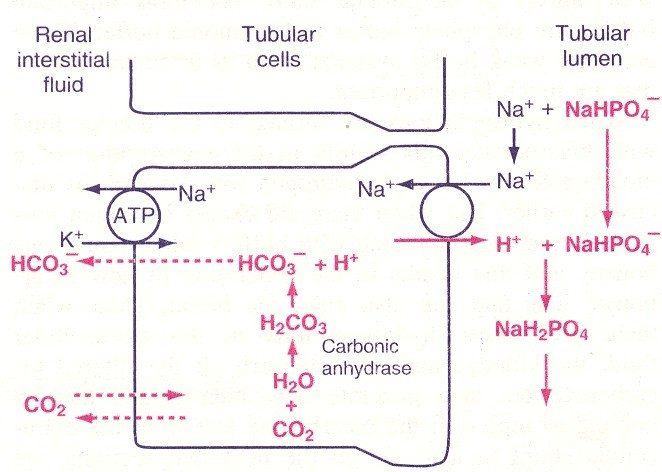 Renal
interstitial
fluid
Tubular
cells
Tubular
lumen
Na⁺ + NaHPO₄⁻
Na⁺
Na⁺
Na⁺
ATP
K⁺
H⁺ + NaHPO₄⁻
HCO₃⁻
HCO₃⁻ + H⁺
H₂CO₃
NaH₂PO₄
Carbonic
anhydrase
H₂O
+
CO₂
CO₂